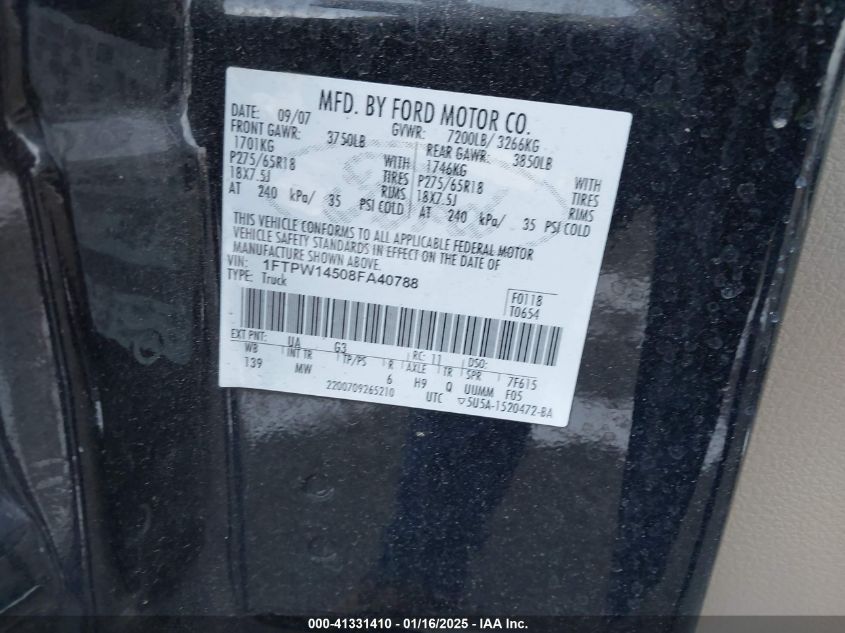 MFD. BY FORD MOTOR CO.
DATE: 09/07 GVWR: 7200LB/ 3266KG
FRONT GAWR: 3750LB REAR GAWR: 3850LB
1701KG WITH 1746KG WITH
P275/65R18 TIRES P275/65R18 TIRES
18X7.5J RIMS 18X7.5J RIMS
AT 240 kPa/ 35 PSI COLD AT 240 kPa/ 35 PSI COLD
THIS VEHICLE CONFORMS TO ALL APPLICABLE FEDERAL MOTOR
VEHICLE SAFETY STANDARDS IN EFFECT ON THE DATE OF
MANUFACTURE SHOWN ABOVE.
VIN: 1FTPW14508FA40788
TYPE: Truck
F0118
T0654
EXT PNT: UA G3 RC: 11 DSO:
WB INT TR TP/PS R AXLE TR SPR 7F615
139 MW 6 H9 Q UUMM F05
2200709265210 UTC ▽5U5A-1520472-BA
000-41331410 - 01/16/2025 - IAA Inc.